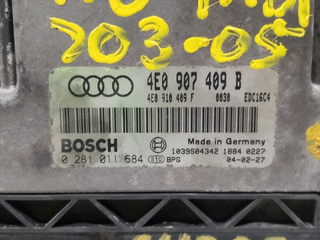 203-05
4E0 907 409 B
4E0 910 409 F 0030 EDC16C4
BOSCH
Made in Germany
1039S04342 1884 0227
0 281 011 684 BPG 04-02-27